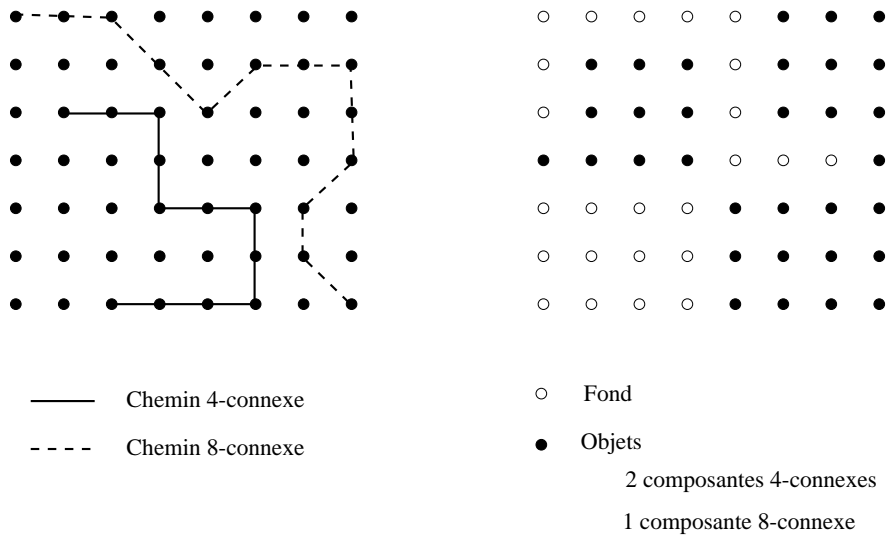 Chemin 4-connexe
Chemin 8-connexe
Fond
Objets
2 composantes 4-connexes
1 composante 8-connexe